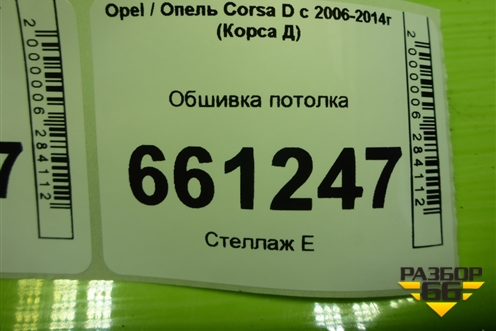 Opel / Опель Corsa D с 2006-2014г
(Корса Д)
Обшивка потолка
661247
Стеллаж Е
2000006284112
2000006284112
7
РАЗБОР
66